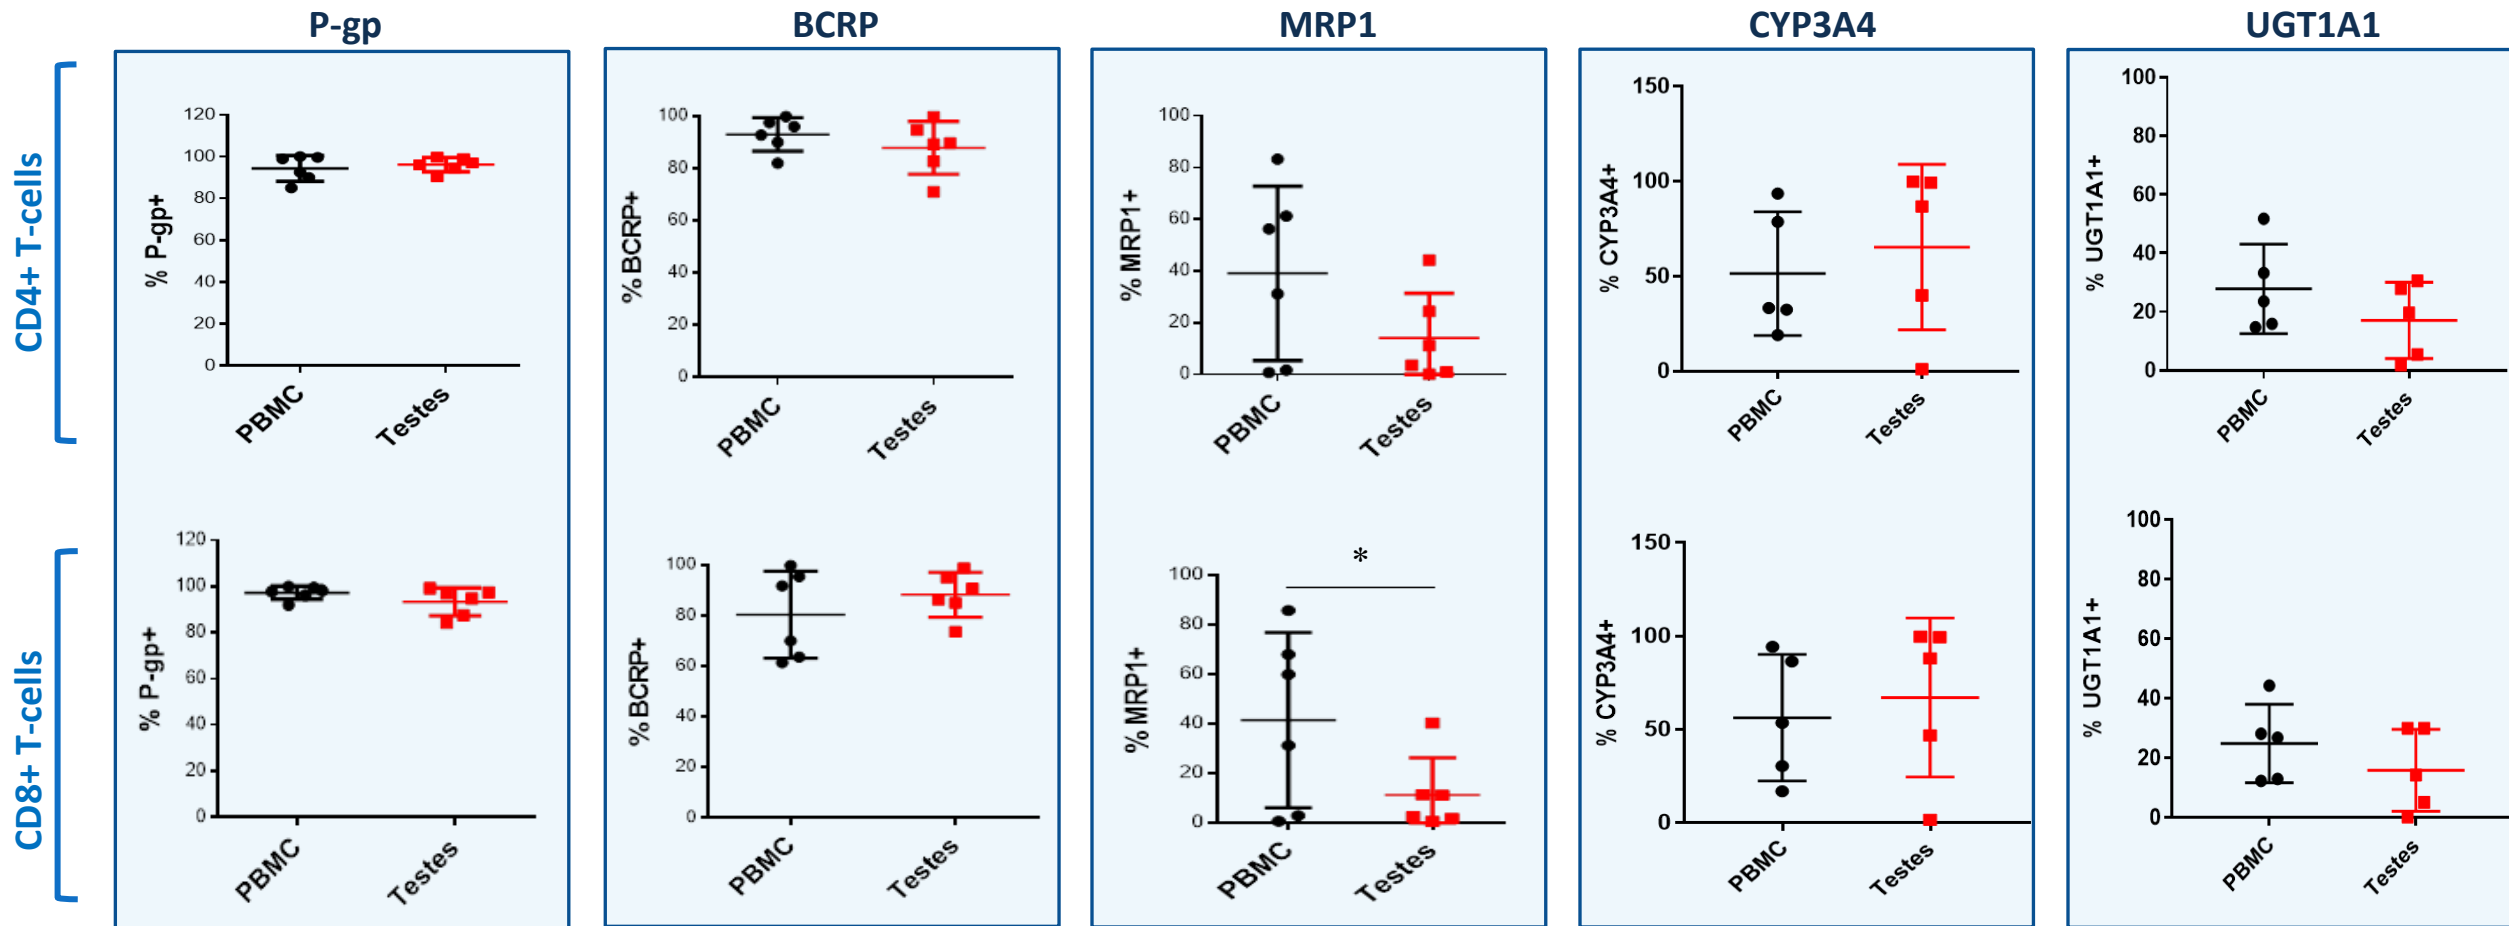 P-gp
BCRP
MRP1
CYP3A4
UGT1A1
CD4+ T-cells
% P-gp+
120
100
80
60
40
20
0
PBMC
Testes
% BCRP+
100
80
60
40
20
0
PBMC
Testes
% MRP1+
100
80
60
40
20
0
PBMC
Testes
% CYP3A4+
150
100
50
0
PBMC
Testes
% UGT1A1+
100
80
60
40
20
0
PBMC
Testes
CD8+ T-cells
% P-gp+
120
100
80
60
40
20
0
PBMC
Testes
% BCRP+
100
80
60
40
20
0
PBMC
Testes
% MRP1+
100
80
60
40
20
0
*
PBMC
Testes
% CYP3A4+
150
100
50
0
PBMC
Testes
% UGT1A1+
100
80
60
40
20
0
PBMC
Testes